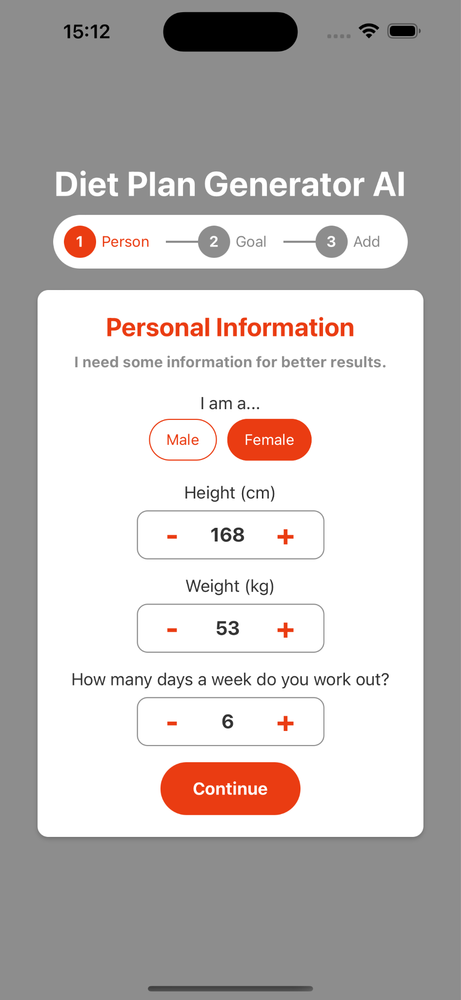 15:12
Diet Plan Generator AI
1 Person 2 Goal 3 Add
Personal Information
I need some information for better results.
I am a...
Male Female
Height (cm)
- 168 +
Weight (kg)
- 53 +
How many days a week do you work out?
- 6 +
Continue